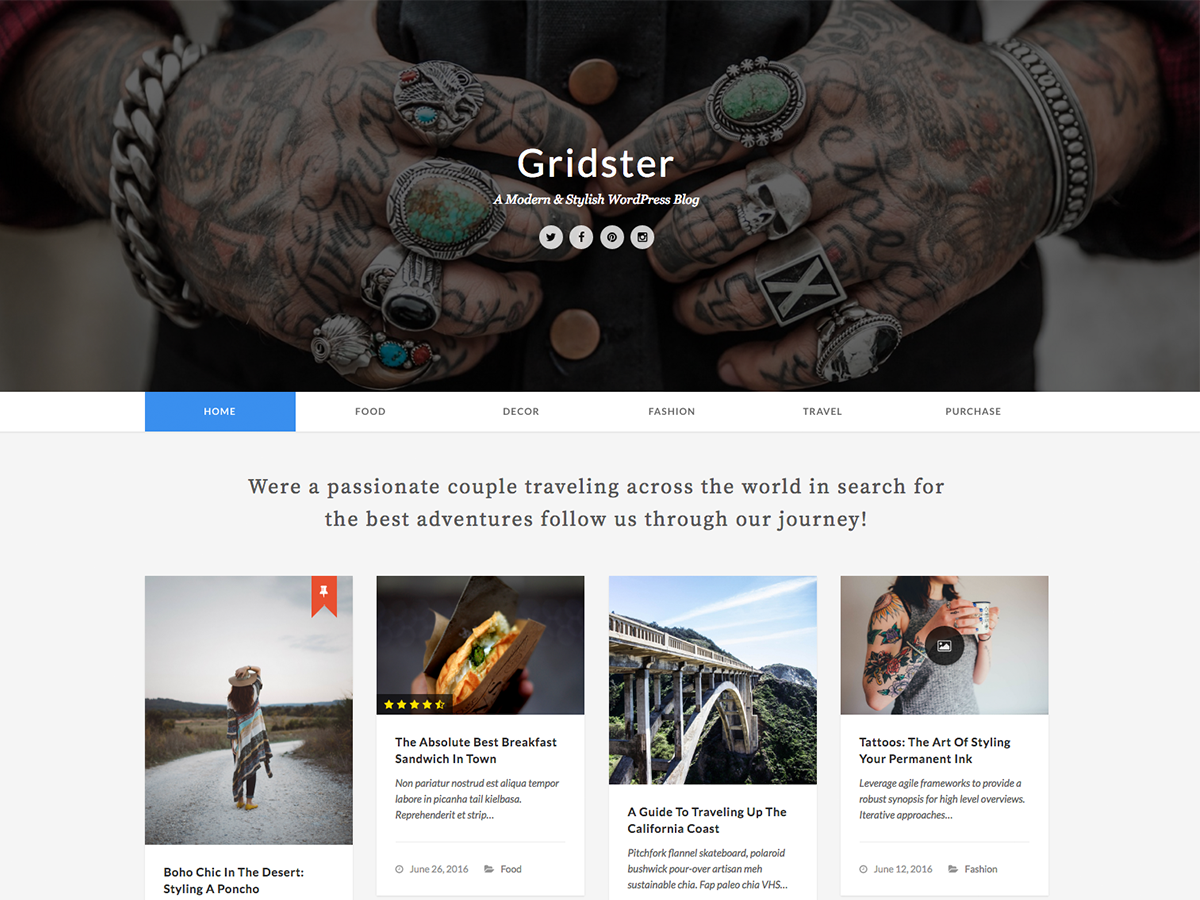 Gridster
A Modern & Stylish WordPress Blog
HOME FOOD DECOR FASHION TRAVEL PURCHASE
Were a passionate couple traveling across the world in search for
the best adventures follow us through our journey!
Boho Chic In The Desert:
Styling A Poncho
The Absolute Best Breakfast
Sandwich In Town
Non pariatur nostrud est aliqua tempor
labore in picanha tail kielbasa.
Reprehenderit et strip...
June 26, 2016 Food
A Guide To Traveling Up The
California Coast
Pitchfork flannel skateboard, polaroid
bushwick pour-over artisan meh
sustainable chia. Fap paleo chia VHS...
Tattoos: The Art Of Styling
Your Permanent Ink
Leverage agile frameworks to provide a
robust synopsis for high level overviews.
Iterative approaches...
June 12, 2016 Fashion